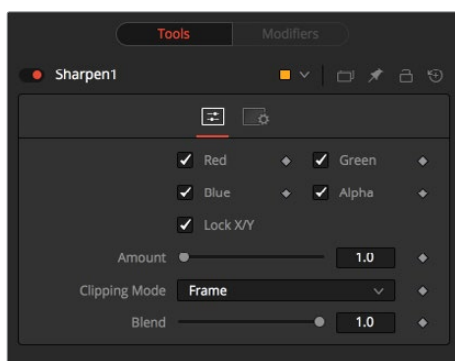 Tools Modifiers
Sharpen1
Red Green
Blue Alpha
Lock X/Y
Amount 1.0
Clipping Mode Frame
Blend 1.0